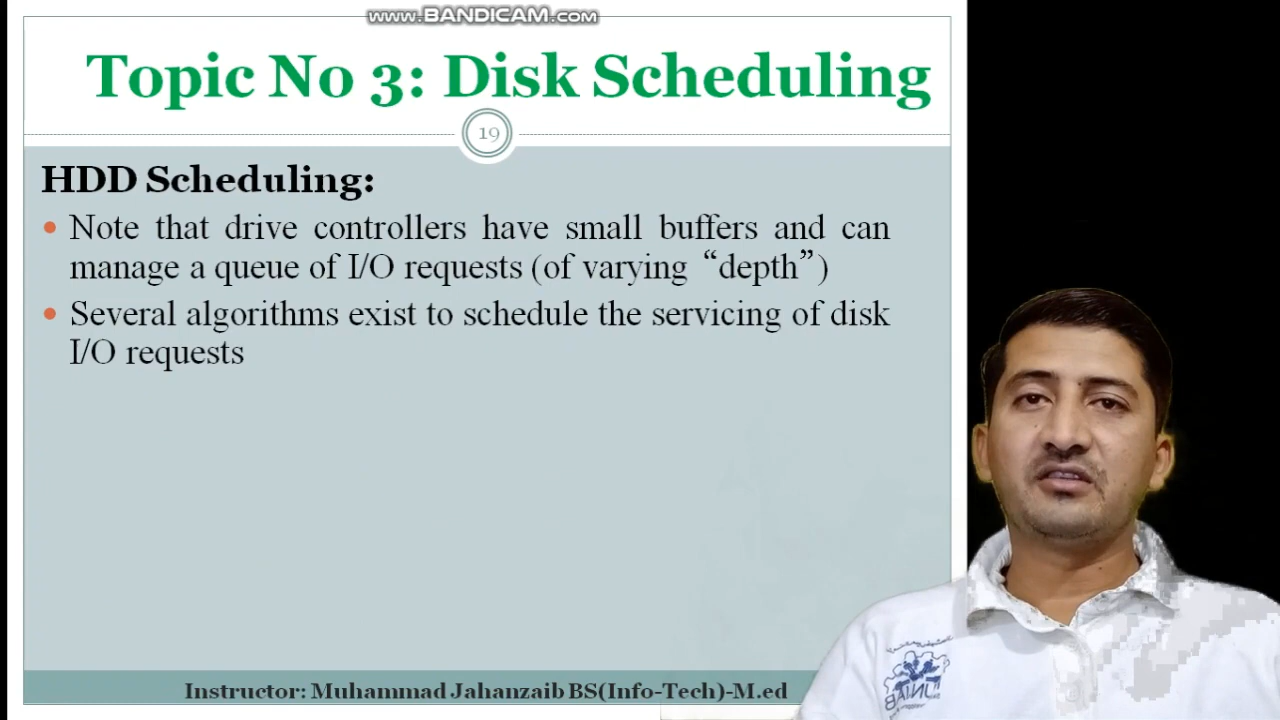 WWW.BANDICAM.COM
Topic No 3: Disk Scheduling
19
HDD Scheduling:
• Note that drive controllers have small buffers and can
manage a queue of I/O requests (of varying “depth”)
• Several algorithms exist to schedule the servicing of disk
I/O requests
Instructor: Muhammad Jahanzaib BS(Info-Tech)-M.ed